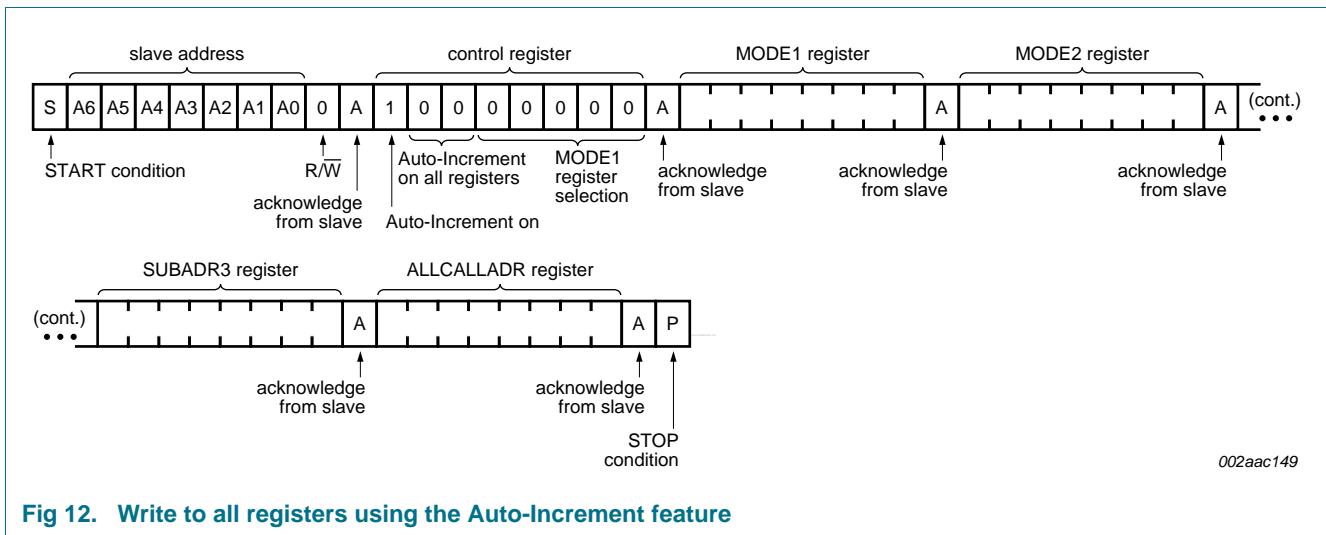 slave address control register MODE1 register MODE2 register
S A6 A5 A4 A3 A2 A1 A0 0 A 1 0 0 0 0 0 0 0 A A A (cont.)
START condition R/W̅ Auto-Increment on all registers MODE1 register selection acknowledge from slave acknowledge from slave acknowledge from slave
acknowledge from slave Auto-Increment on
SUBADR3 register ALLCALLADR register
(cont.) A A P
acknowledge from slave acknowledge from slave
STOP condition
002aac149
Fig 12. Write to all registers using the Auto-Increment feature